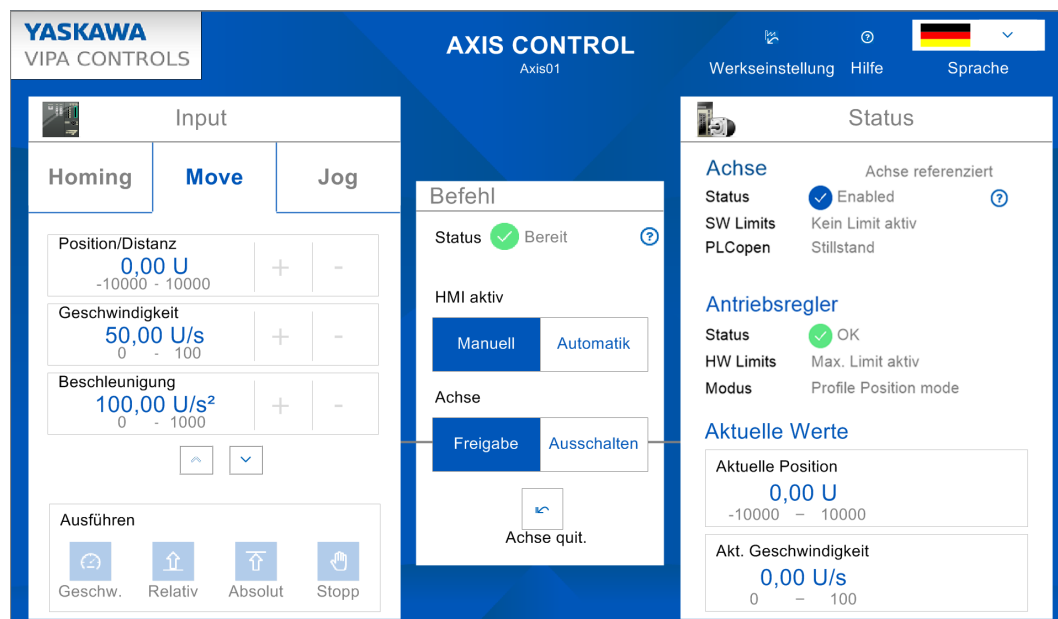 YASKAWA
VIPA CONTROLS
AXIS CONTROL
Axis01
Werkseinstellung
Hilfe
Sprache
Input
Homing
Move
Jog
Position/Distanz
0,00 U
-10000 - 10000
+ -
Geschwindigkeit
50,00 U/s
0 - 100
+ -
Beschleunigung
100,00 U/s²
0 - 1000
+ -
Ausführen
Geschw.
Relativ
Absolut
Stopp
Befehl
Status Bereit ?
HMI aktiv
Manuell
Automatik
Achse
Freigabe
Ausschalten
Achse quit.
Status
Achse
Achse referenziert
Status Enabled ?
SW Limits Kein Limit aktiv
PLCopen Stillstand
Antriebsregler
Status OK
HW Limits Max. Limit aktiv
Modus Profile Position mode
Aktuelle Werte
Aktuelle Position
0,00 U
-10000 – 10000
Akt. Geschwindigkeit
0,00 U/s
0 – 100